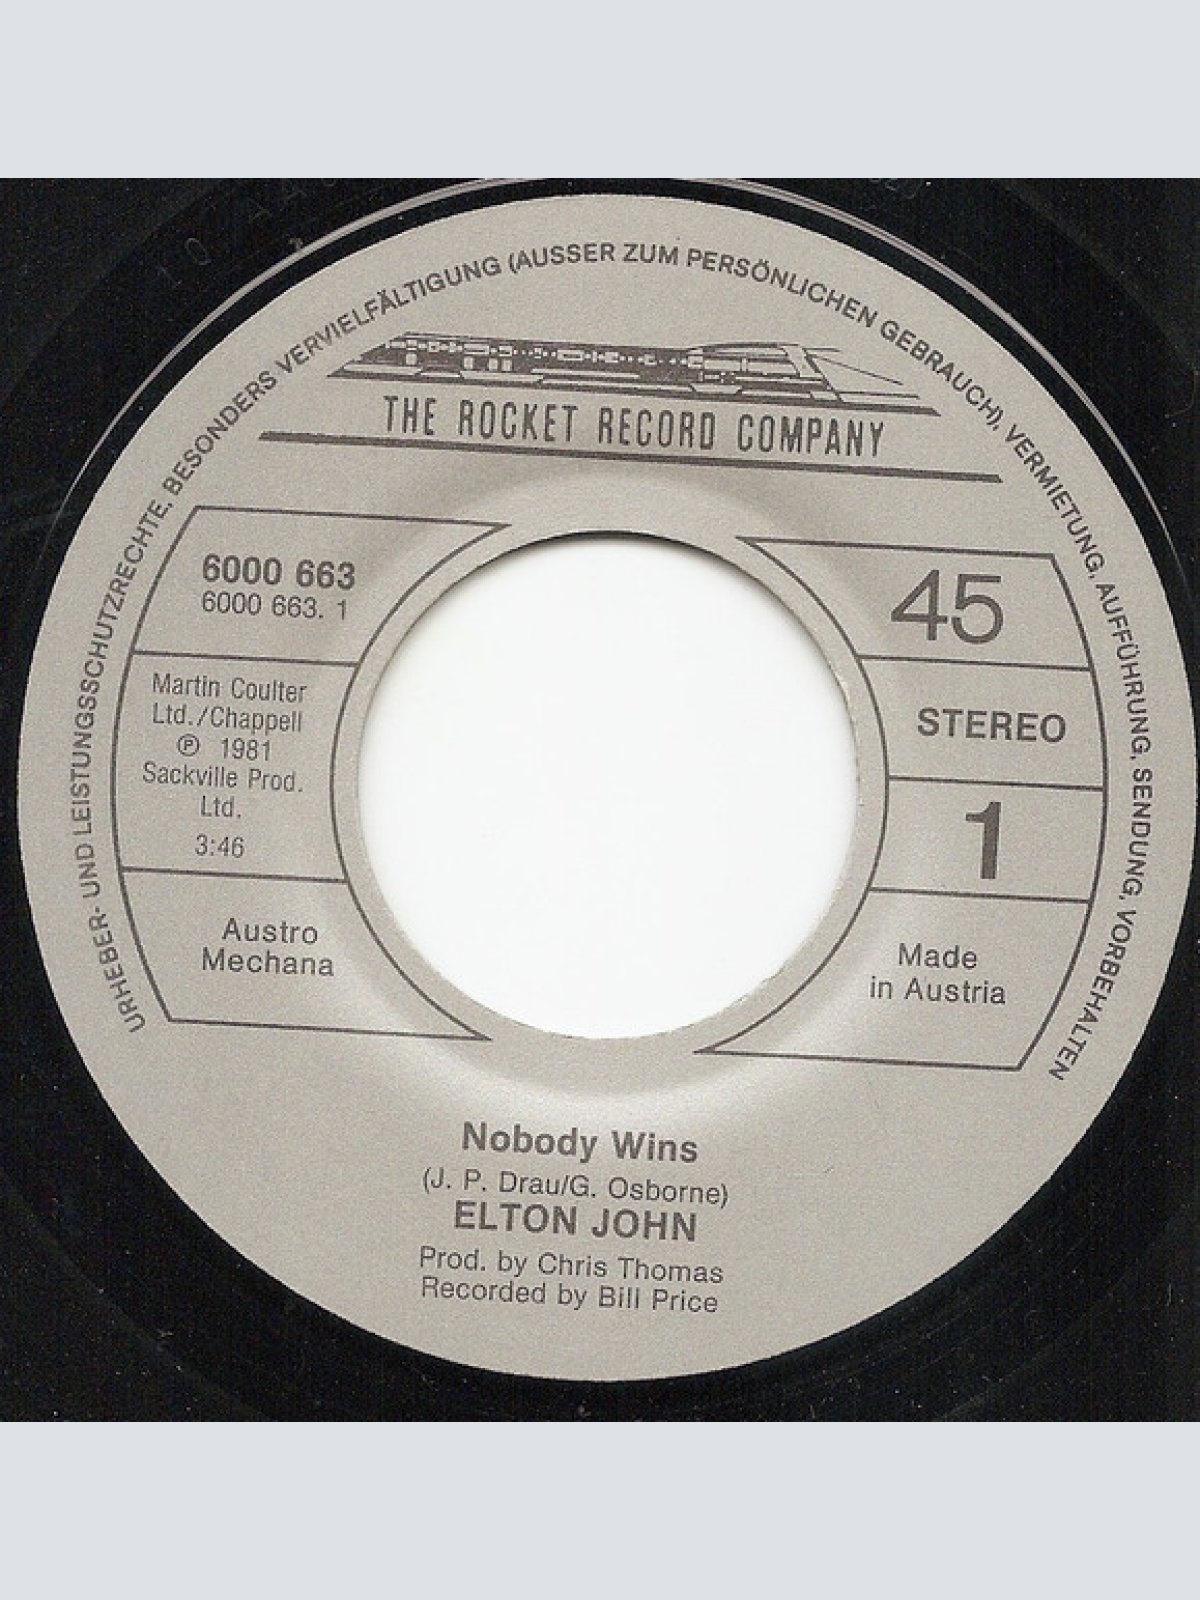 URHEBER- UND LEISTUNGSSCHUTZRECHTE, BESONDERS VERVIELFÄLTIGUNG (AUSSER ZUM PERSÖNLICHEN GEBRAUCH), VERMIETUNG, AUFFÜHRUNG, SENDUNG, VORBEHALTEN
THE ROCKET RECORD COMPANY
6000 663
6000 663. 1
Martin Coulter
Ltd./Chappell
℗ 1981
Sackville Prod.
Ltd.
3:46
Austro
Mechana
45
STEREO
1
Made
in Austria
Nobody Wins
(J. P. Drau/G. Osborne)
ELTON JOHN
Prod. by Chris Thomas
Recorded by Bill Price